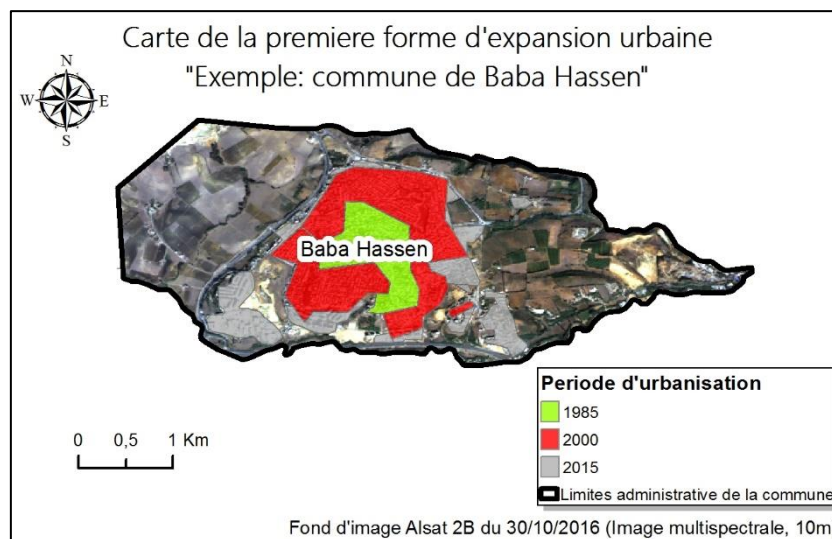 Carte de la premiere forme d'expansion urbaine
"Exemple: commune de Baba Hassen"
N
W E
S
Baba Hassen
Periode d'urbanisation
1985
2000
2015
Limites administrative de la commune
0 0,5 1 Km
Fond d'image Alsat 2B du 30/10/2016 (Image multispectrale, 10m